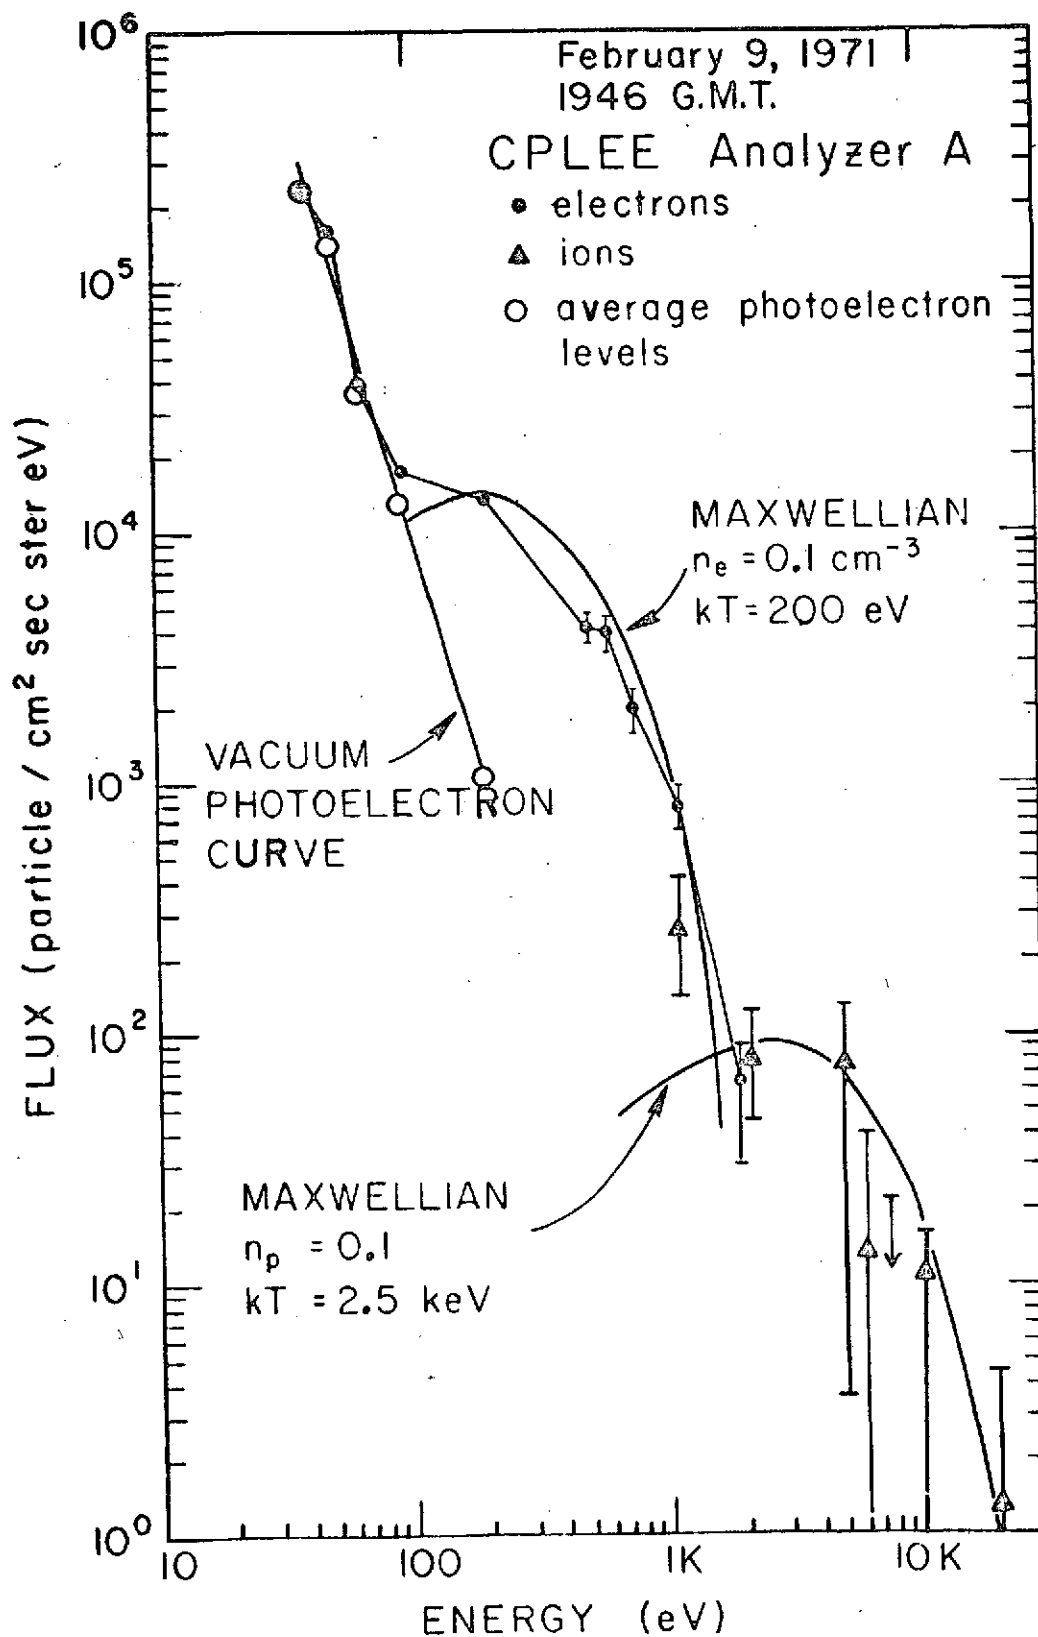 February 9, 1971
1946 G.M.T.
CPLEE Analyzer A
electrons
ions
average photoelectron
levels
MAXWELLIAN
nₑ = 0.1 cm⁻³
kT = 200 eV
VACUUM
PHOTOELECTRON
CURVE
MAXWELLIAN
nₚ = 0.1
kT = 2.5 keV
FLUX (particle / cm² sec ster eV)
10⁶
10⁵
10⁴
10³
10²
10¹
10⁰
10 100 1K 10K
ENERGY (eV)